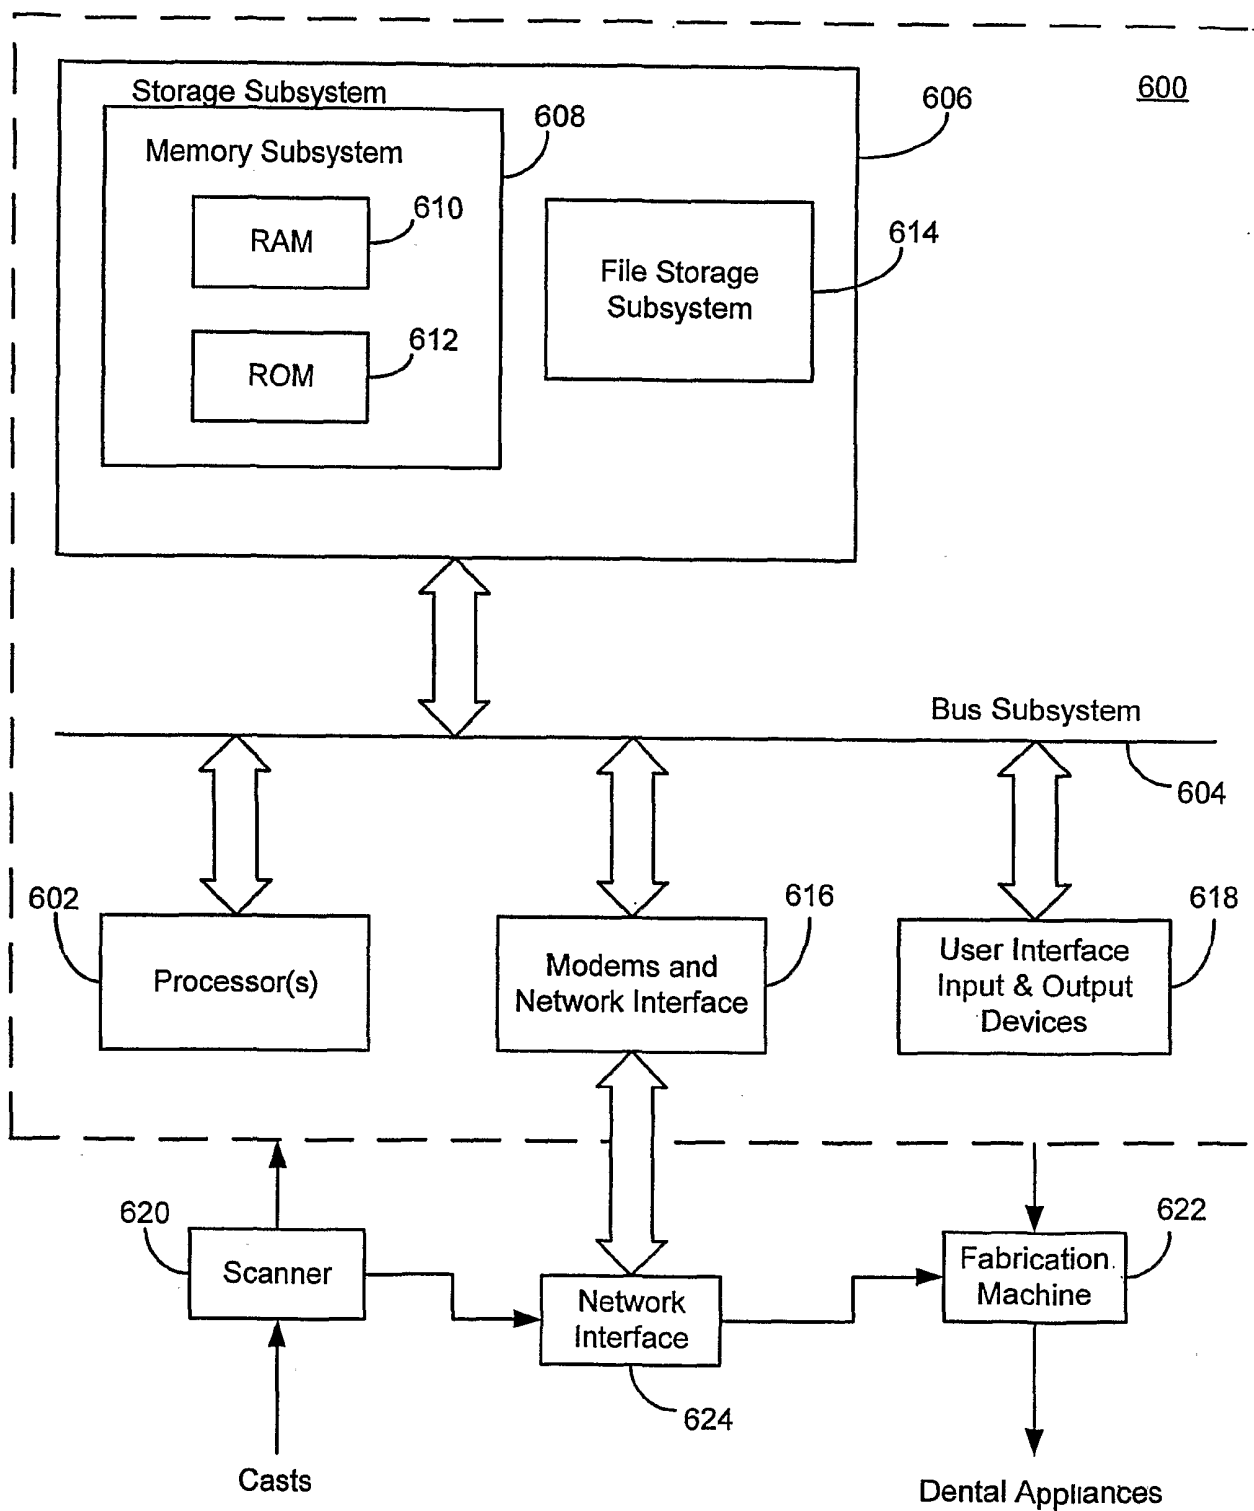 600
Storage Subsystem
606
608
Memory Subsystem
610
RAM
614
File Storage
Subsystem
612
ROM
Bus Subsystem
604
602
616
618
Processor(s)
Modems and
Network Interface
User Interface
Input & Output
Devices
620
622
Scanner
Fabrication
Machine
Network
Interface
624
Casts
Dental Appliances